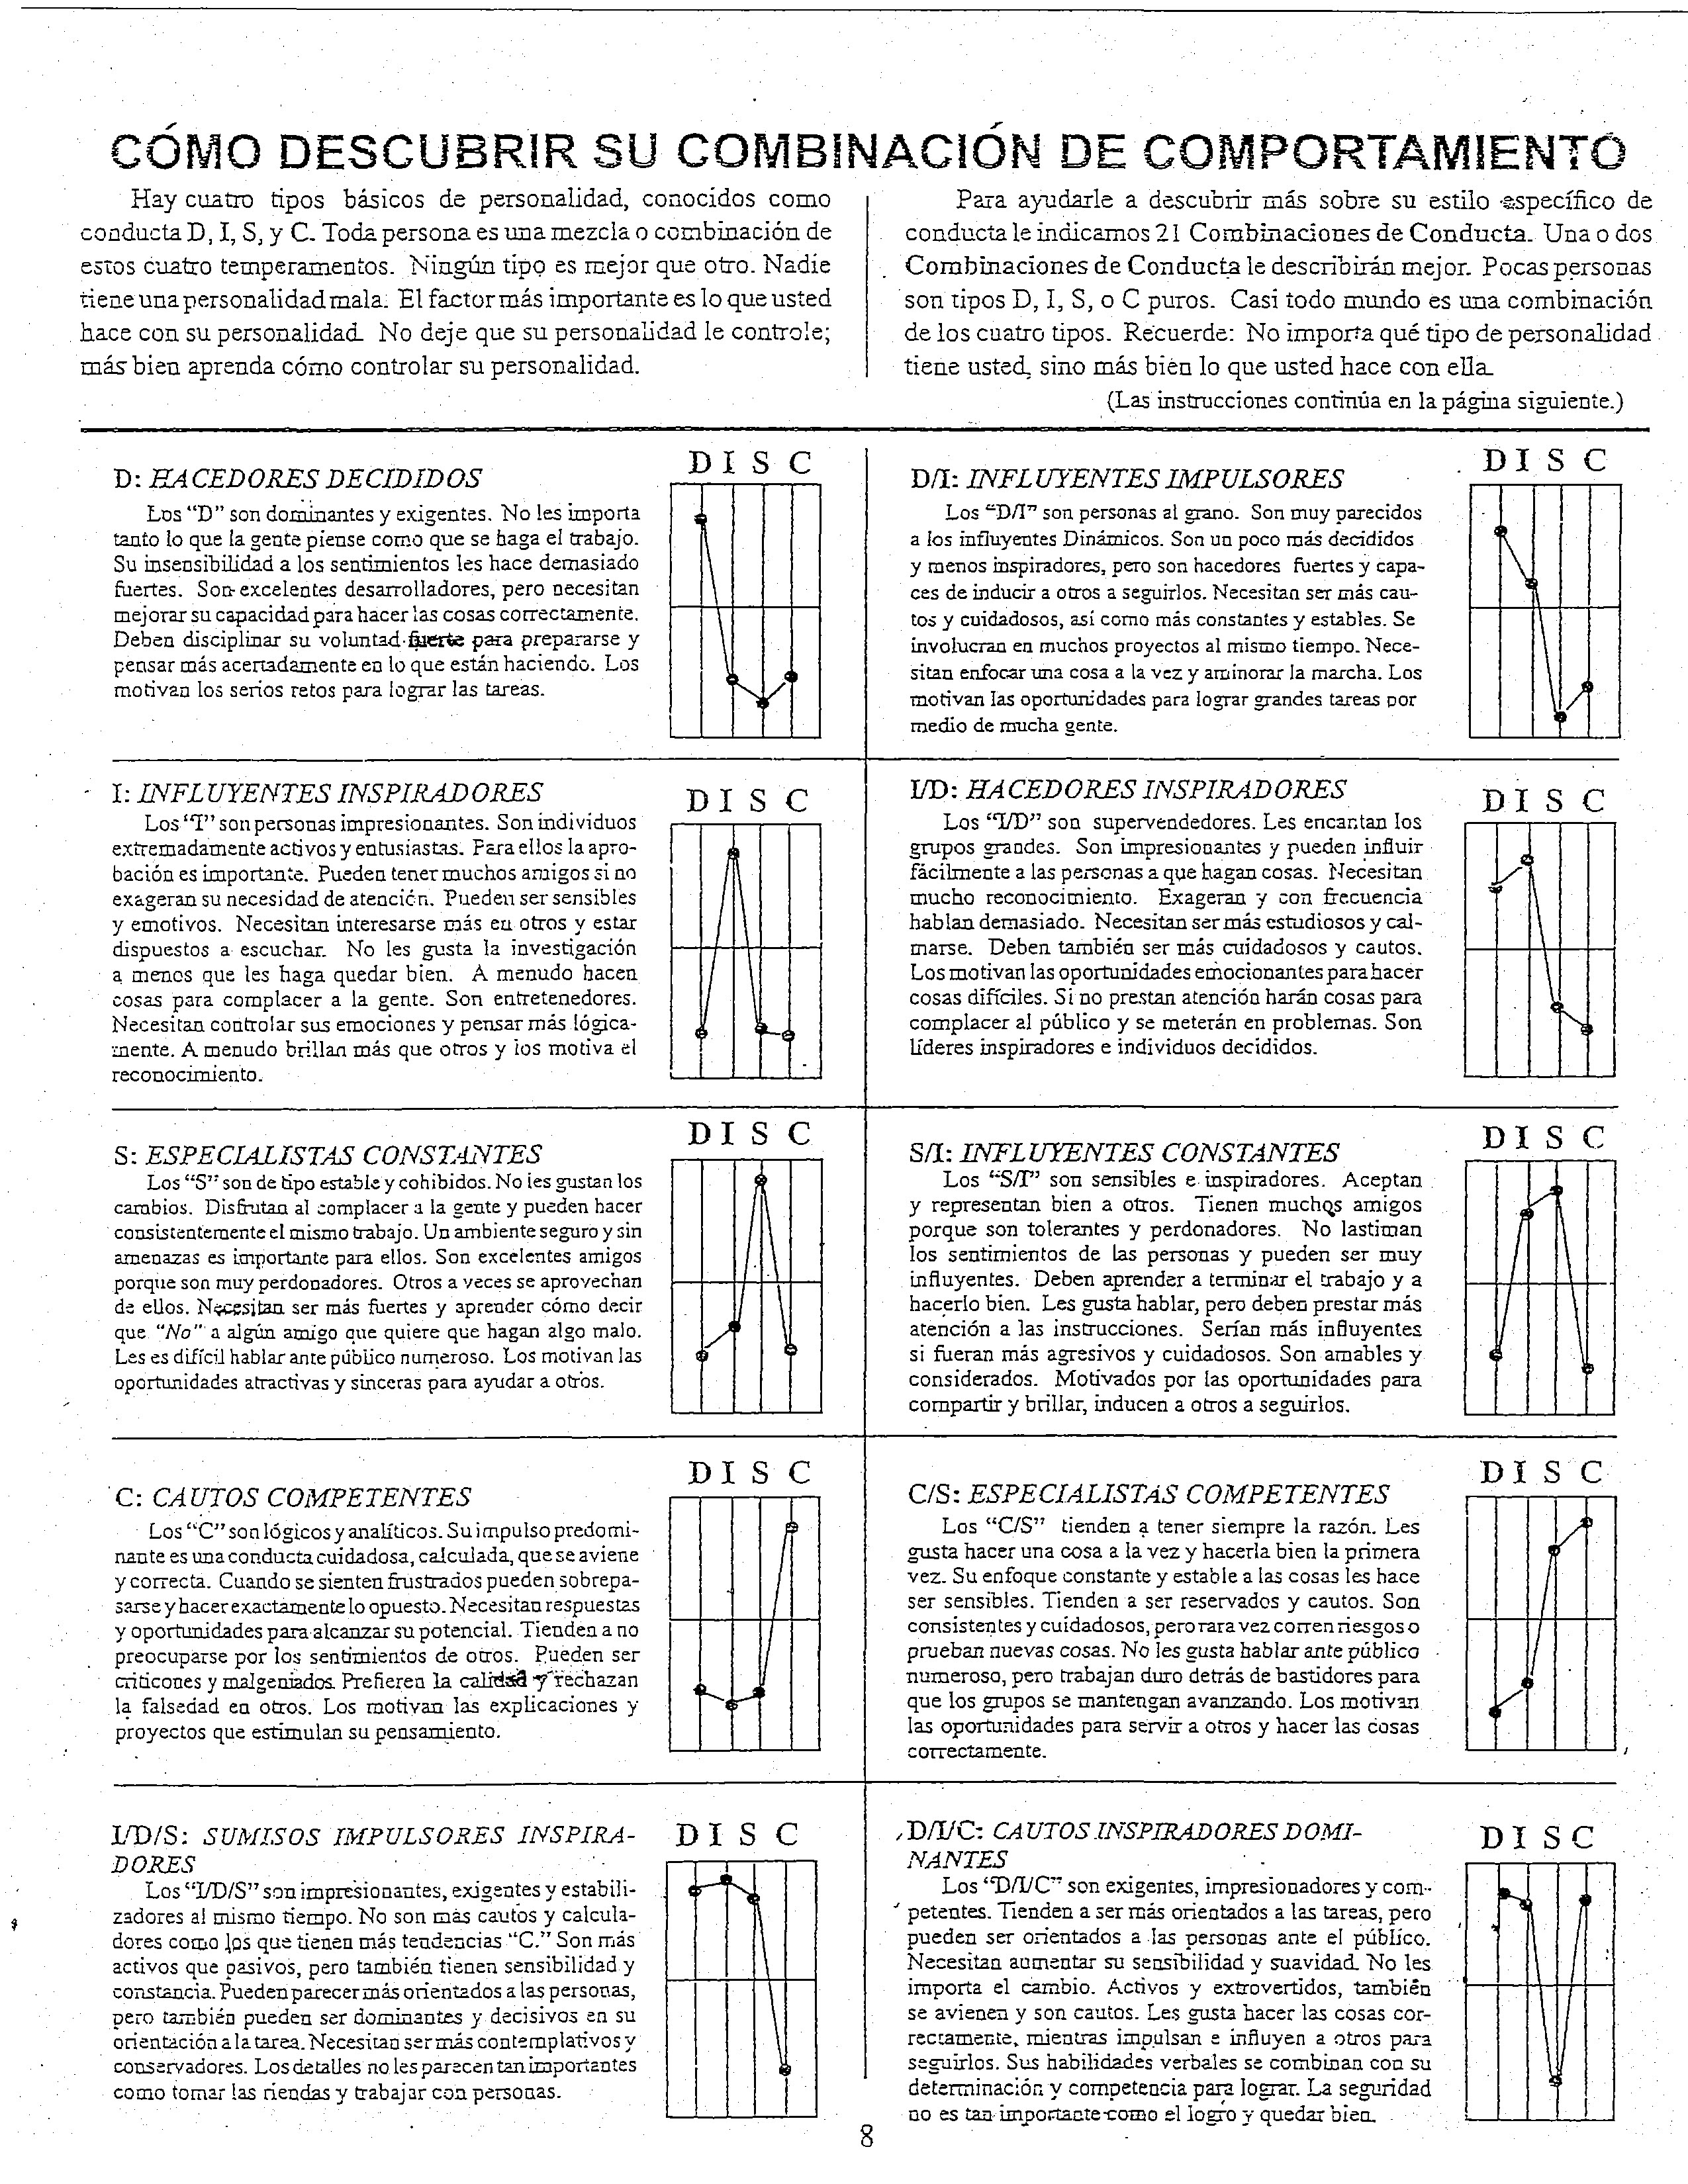 CÓMO DESCUBRIR SU COMBINACIÓN DE COMPORTAMIENTO
Hay cuatro tipos básicos de personalidad, conocidos como
conducta D, I, S, y C. Toda persona es una mezcla o combinación de
estos cuatro temperamentos. Ningún tipo es mejor que otro. Nadie
tiene una personalidad mala. El factor más importante es lo que usted
hace con su personalidad. No deje que su personalidad le controle;
más bien aprenda cómo controlar su personalidad.
Para ayudarle a descubrir más sobre su estilo específico de
conducta le indicamos 21 Combinaciones de Conducta. Una o dos
Combinaciones de Conducta le describirán mejor. Pocas personas
son tipos D, I, S, o C puros. Casi todo mundo es una combinación
de los cuatro tipos. Recuerde: No importa qué tipo de personalidad
tiene usted, sino más bien lo que usted hace con ella.
(Las instrucciones continúa en la página siguiente.)
D: HACEDORES DECIDIDOS
Los "D" son dominantes y exigentes. No les importa
tanto lo que la gente piense como que se haga el trabajo.
Su insensibilidad a los sentimientos les hace demasiado
fuertes. Son excelentes desarrolladores, pero necesitan
mejorar su capacidad para hacer las cosas correctamente.
Deben disciplinar su voluntad fuerte para prepararse y
pensar más acertadamente en lo que están haciendo. Los
motivan los serios retos para lograr las tareas.
D I S C
D/I: INFLUYENTES IMPULSORES
Los "D/I" son personas al grano. Son muy parecidos
a los influyentes Dinámicos. Son un poco más decididos
y menos inspiradores, pero son hacedores fuertes y capa-
ces de inducir a otros a seguirlos. Necesitan ser más cau-
tos y cuidadosos, así como más constantes y estables. Se
involucran en muchos proyectos al mismo tiempo. Nece-
sitan enfocar una cosa a la vez y aminorar la marcha. Los
motivan las oportunidades para lograr grandes tareas por
medio de mucha gente.
D I S C
I: INFLUYENTES INSPIRADORES
Los "I" son personas impresionantes. Son individuos
extremadamente activos y entusiastas. Para ellos la apro-
bación es importante. Pueden tener muchos amigos si no
exageran su necesidad de atención. Pueden ser sensibles
y emotivos. Necesitan interesarse más en otros y estar
dispuestos a escuchar. No les gusta la investigación
a menos que les haga quedar bien. A menudo hacen
cosas para complacer a la gente. Son entretenedores.
Necesitan controlar sus emociones y pensar más lógica-
mente. A menudo brillan más que otros y los motiva el
reconocimiento.
D I S C
I/D: HACEDORES INSPIRADORES
Los "I/D" son supervendedores. Les encantan los
grupos grandes. Son impresionantes y pueden influir
fácilmente a las personas a que hagan cosas. Necesitan
mucho reconocimiento. Exageran y con frecuencia
hablan demasiado. Necesitan ser más estudiosos y cal-
marse. Deben también ser más cuidadosos y cautos.
Los motivan las oportunidades emocionantes para hacer
cosas difíciles. Si no prestan atención harán cosas para
complacer al público y se meterán en problemas. Son
líderes inspiradores e individuos decididos.
D I S C
S: ESPECIALISTAS CONSTANTES
Los "S" son de tipo estable y cohibidos. No les gustan los
cambios. Disfrutan al complacer a la gente y pueden hacer
consistentemente el mismo trabajo. Un ambiente seguro y sin
amenazas es importante para ellos. Son excelentes amigos
porque son muy perdonadores. Otros a veces se aprovechan
de ellos. Necesitan ser más fuertes y aprender cómo decir
que "No" a algún amigo que quiere que hagan algo malo.
Les es difícil hablar ante público numeroso. Los motivan las
oportunidades atractivas y sinceras para ayudar a otros.
D I S C
S/I: INFLUYENTES CONSTANTES
Los "S/I" son sensibles e inspiradores. Aceptan
y representan bien a otros. Tienen muchos amigos
porque son tolerantes y perdonadores. No lastiman
los sentimientos de las personas y pueden ser muy
influyentes. Deben aprender a terminar el trabajo y a
hacerlo bien. Les gusta hablar, pero deben prestar más
atención a las instrucciones. Serían más influyentes
si fueran más agresivos y cuidadosos. Son amables y
considerados. Motivados por las oportunidades para
compartir y brillar, inducen a otros a seguirlos.
D I S C
C: CAUTOS COMPETENTES
Los "C" son lógicos y analíticos. Su impulso predomi-
nante es una conducta cuidadosa, calculada, que se aviene
y correcta. Cuando se sienten frustrados pueden sobrepa-
sarse y hacer exactamente lo opuesto. Necesitan respuestas
y oportunidades para alcanzar su potencial. Tienden a no
preocuparse por los sentimientos de otros. Pueden ser
criticones y malgeniados. Prefieren la calidad y rechazan
la falsedad en otros. Los motivan las explicaciones y
proyectos que estimulan su pensamiento.
D I S C
C/S: ESPECIALISTAS COMPETENTES
Los "C/S" tienden a tener siempre la razón. Les
gusta hacer una cosa a la vez y hacerla bien la primera
vez. Su enfoque constante y estable a las cosas les hace
ser sensibles. Tienden a ser reservados y cautos. Son
consistentes y cuidadosos, pero rara vez corren riesgos o
prueban nuevas cosas. No les gusta hablar ante público
numeroso, pero trabajan duro detrás de bastidores para
que los grupos se mantengan avanzando. Los motivan
las oportunidades para servir a otros y hacer las cosas
correctamente.
D I S C
I/D/S: SUMISOS IMPULSORES INSPIRA-
DORES
Los "I/D/S" son impresionantes, exigentes y estabili-
zadores al mismo tiempo. No son más cautos y calcula-
dores como los que tienen más tendencias "C." Son más
activos que pasivos, pero también tienen sensibilidad y
constancia. Pueden parecer más orientados a las personas,
pero también pueden ser dominantes y decisivos en su
orientación a la tarea. Necesitan ser más contemplativos y
conservadores. Los detalles no les parecen tan importantes
como tomar las riendas y trabajar con personas.
D I S C
D/I/C: CAUTOS INSPIRADORES DOMI-
NANTES
Los "D/I/C" son exigentes, impresionadores y com-
petentes. Tienden a ser más orientados a las tareas, pero
pueden ser orientados a las personas ante el público.
Necesitan aumentar su sensibilidad y suavidad. No les
importa el cambio. Activos y extrovertidos, también
se avienen y son cautos. Les gusta hacer las cosas cor-
rectamente, mientras impulsan e influyen a otros para
seguirlos. Sus habilidades verbales se combinan con su
determinación y competencia para lograr. La seguridad
no es tan importante como el logro y quedar bien.
D I S C
8